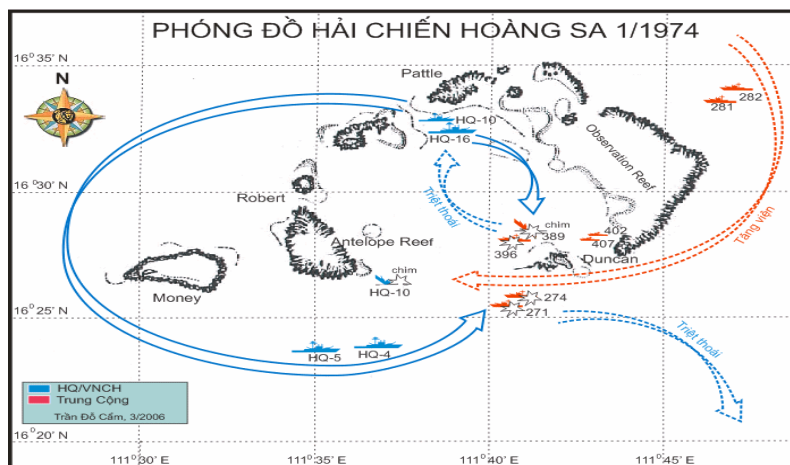 PHÓNG ĐỒ HẢI CHIẾN HOÀNG SA 1/1974
16°35' N
N
Pattle
282
281
HQ-10
HQ-16
Observation Reef
16°30' N
Triệt thoái
Robert
chìm
389
402
407
396
Tăng viện
Antelope Reef
Duncan
chìm
HQ-10
Money
274
271
16°25' N
Triệt thoái
HQ-5
HQ-4
HQ/VNCH
Trung Cộng
Trần Đỗ Cẩm, 3/2006
16°20' N
111°30' E
111°35' E
111°40' E
111°45' E